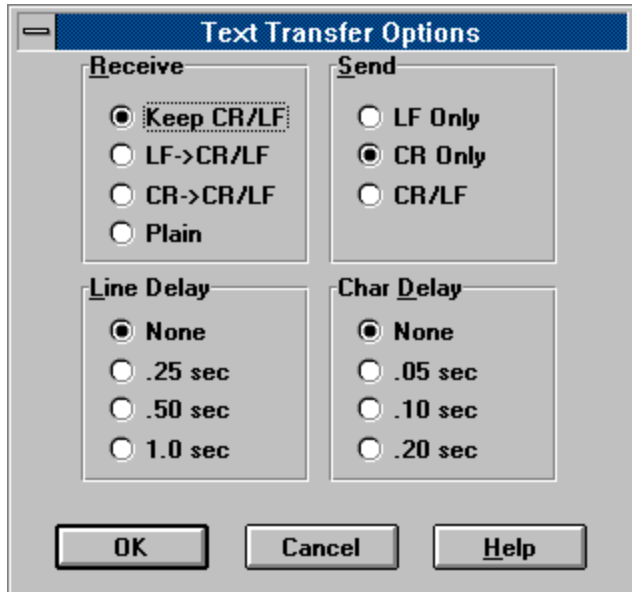 Text Transfer Options
Receive
Keep CR/LF
LF->CR/LF
CR->CR/LF
Plain
Send
LF Only
CR Only
CR/LF
Line Delay
None
.25 sec
.50 sec
1.0 sec
Char Delay
None
.05 sec
.10 sec
.20 sec
OK
Cancel
Help